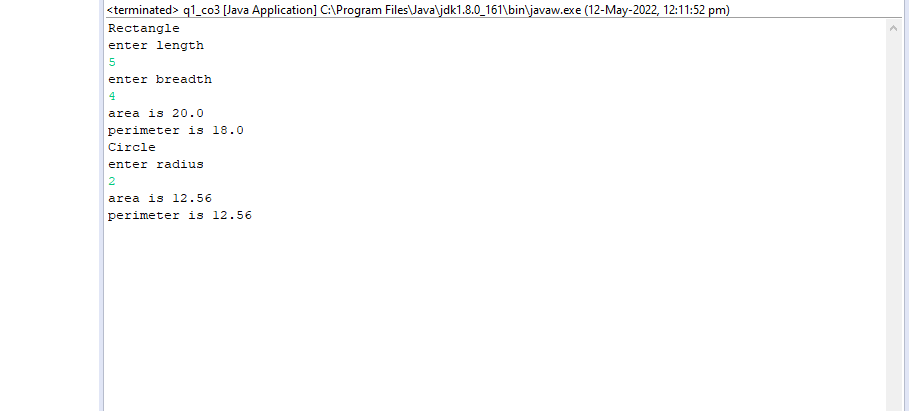 <terminated> q1_co3 [Java Application] C:\Program Files\Java\jdk1.8.0_161\bin\javaw.exe (12-May-2022, 12:11:52 pm)
Rectangle
enter length
5
enter breadth
4
area is 20.0
perimeter is 18.0
Circle
enter radius
2
area is 12.56
perimeter is 12.56